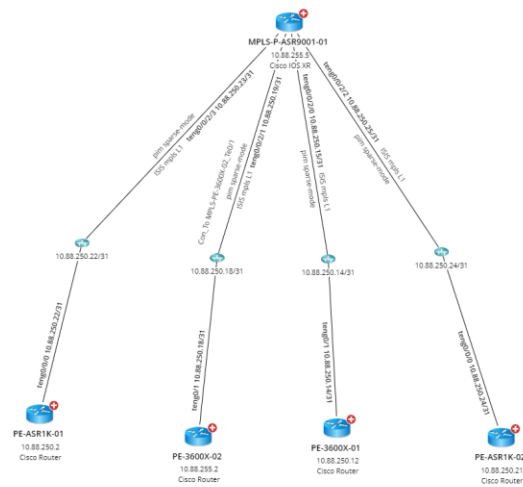 MPLS-P-ASR9001-01
10.88.255.5
Cisco IOS XR
pim sparse-mode
ISIS mpls L1
teng0/0/2/3 10.88.250.23/31
Con_To MPLS-PE-3600X-02_Te0/1
pim sparse-mode
ISIS mpls L1
teng0/0/2/1 10.88.250.19/31
teng0/0/2/0 10.88.250.15/31
pim sparse-mode
ISIS mpls L1
teng0/0/2/2 10.88.250.25/31
pim sparse-mode
ISIS mpls L1
10.88.250.22/31
10.88.250.18/31
10.88.250.14/31
10.88.250.24/31
teng0/0/0 10.88.250.22/31
teng0/1 10.88.250.18/31
teng0/1 10.88.250.14/31
teng0/0/0 10.88.250.24/31
PE-ASR1K-01
10.88.250.2
Cisco Router
PE-3600X-02
10.88.255.2
Cisco Router
PE-3600X-01
10.88.250.12
Cisco Router
PE-ASR1K-02
10.88.250.21
Cisco Router